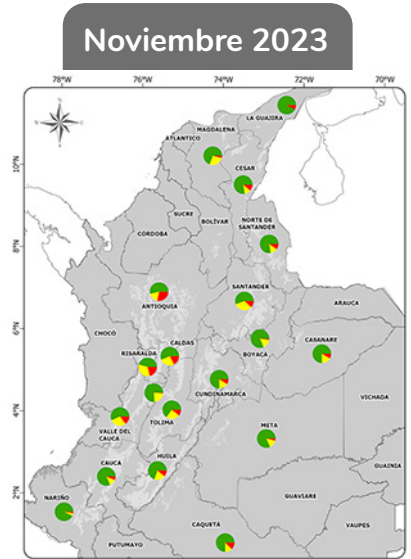 Noviembre 2023
78°W 76°W 74°W 72°W 70°W
N
LA GUAJIRA
MAGDALENA
ATLANTICO
10°N
CESAR
SUCRE
BOLÍVAR
NORTE DE
SANTANDER
CÓRDOBA
8°N
SANTANDER
ANTIOQUIA
ARAUCA
6°N
CHOCÓ
CALDAS
RISARALDA
BOYACA
CASANARE
CUNDINAMARCA
VICHADA
4°N
TOLIMA
VALLE DEL
CAUCA
META
HUILA
CAUCA
GUAINIA
2°N
NARIÑO
GUAVIARE
CAQUETÁ
VAUPES
PUTUMAYO